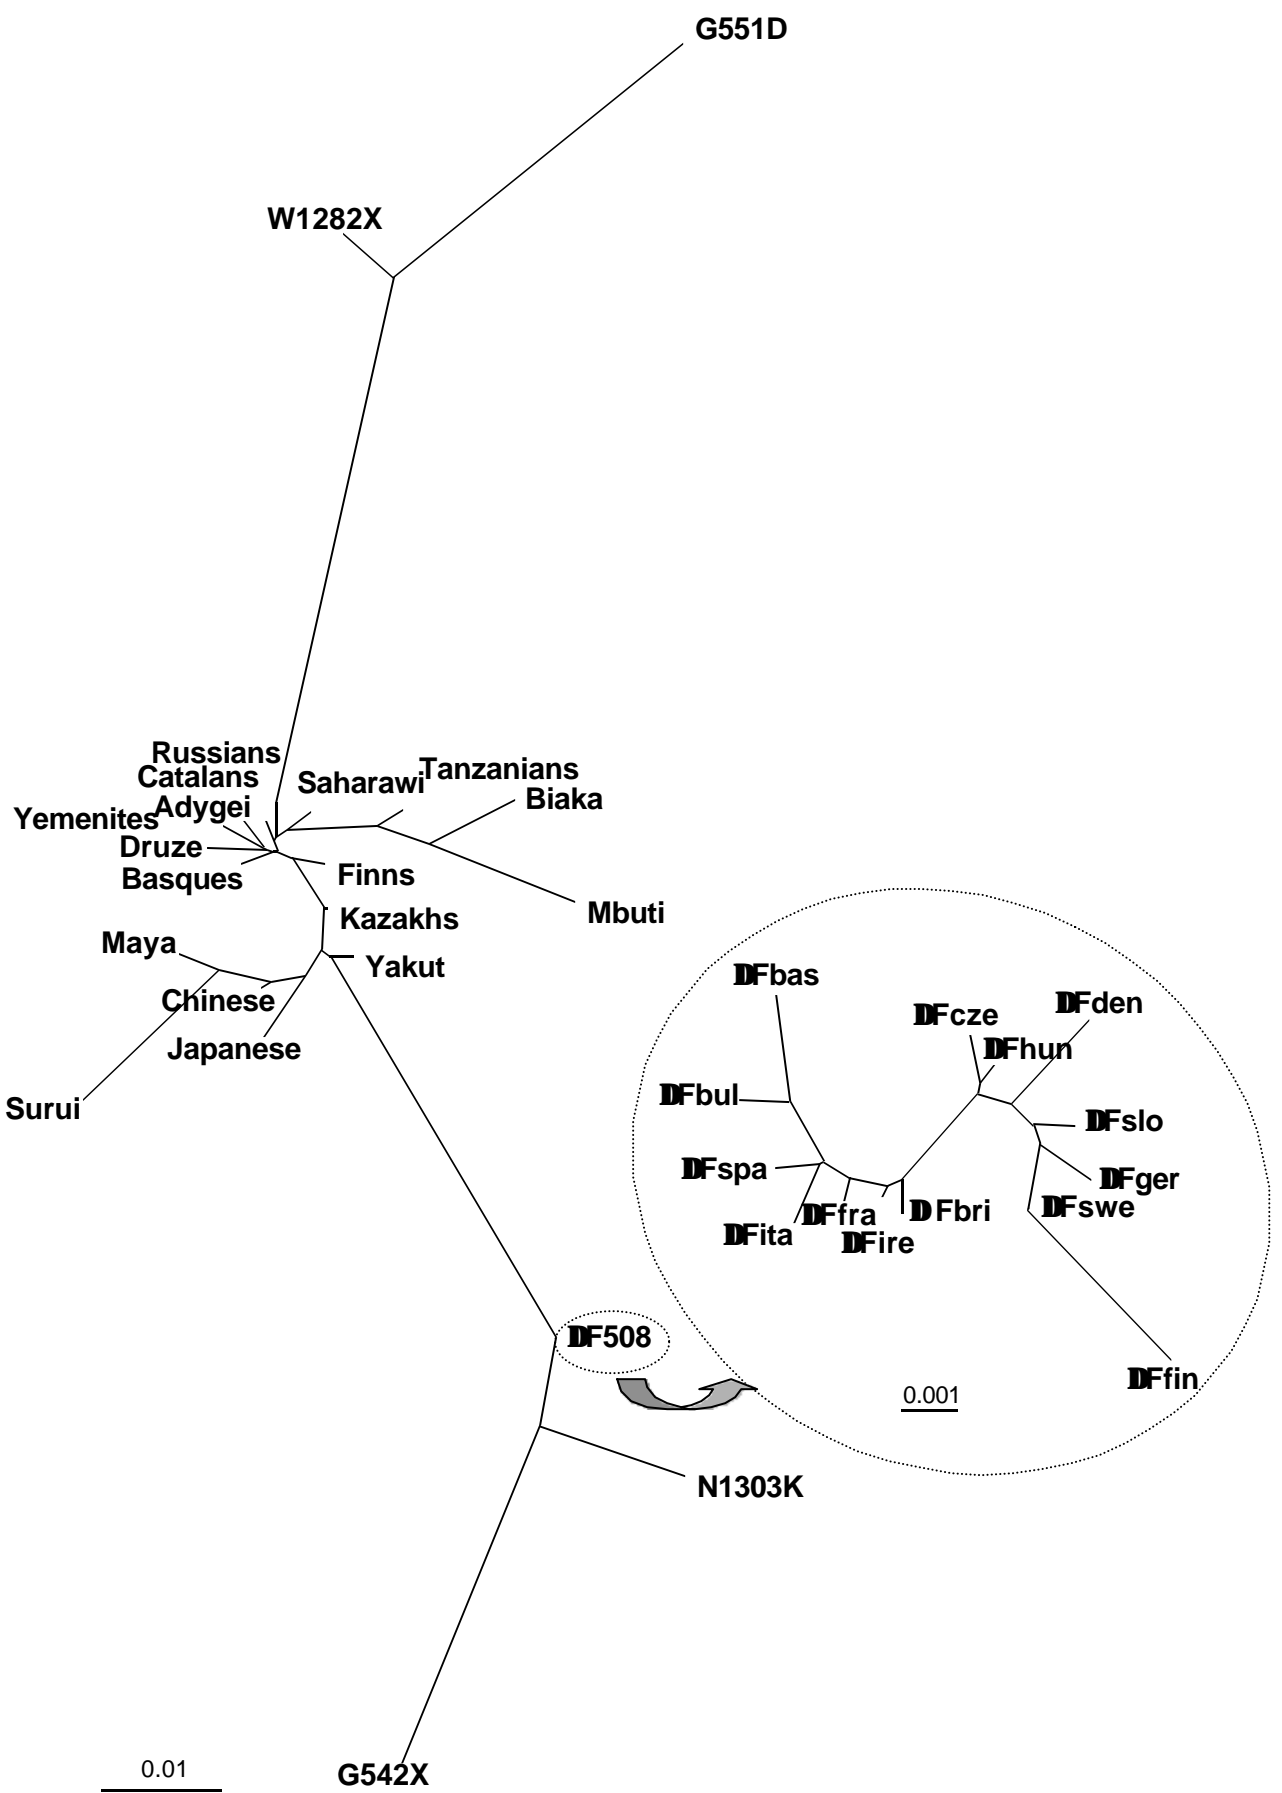 G551D
W1282X
Russians
Catalans
Saharawi
Tanzanians
Adygei
Biaka
Yemenites
Druze
Basques
Finns
Mbuti
Kazakhs
Maya
Yakut
Chinese
Japanese
Surui
DFbas
DFcze
DFden
DFhun
DFbul
DFslo
DFspa
DFger
DFfra
DFbri
DFswe
DFita
DFire
DF508
DFfin
0.001
N1303K
0.01
G542X